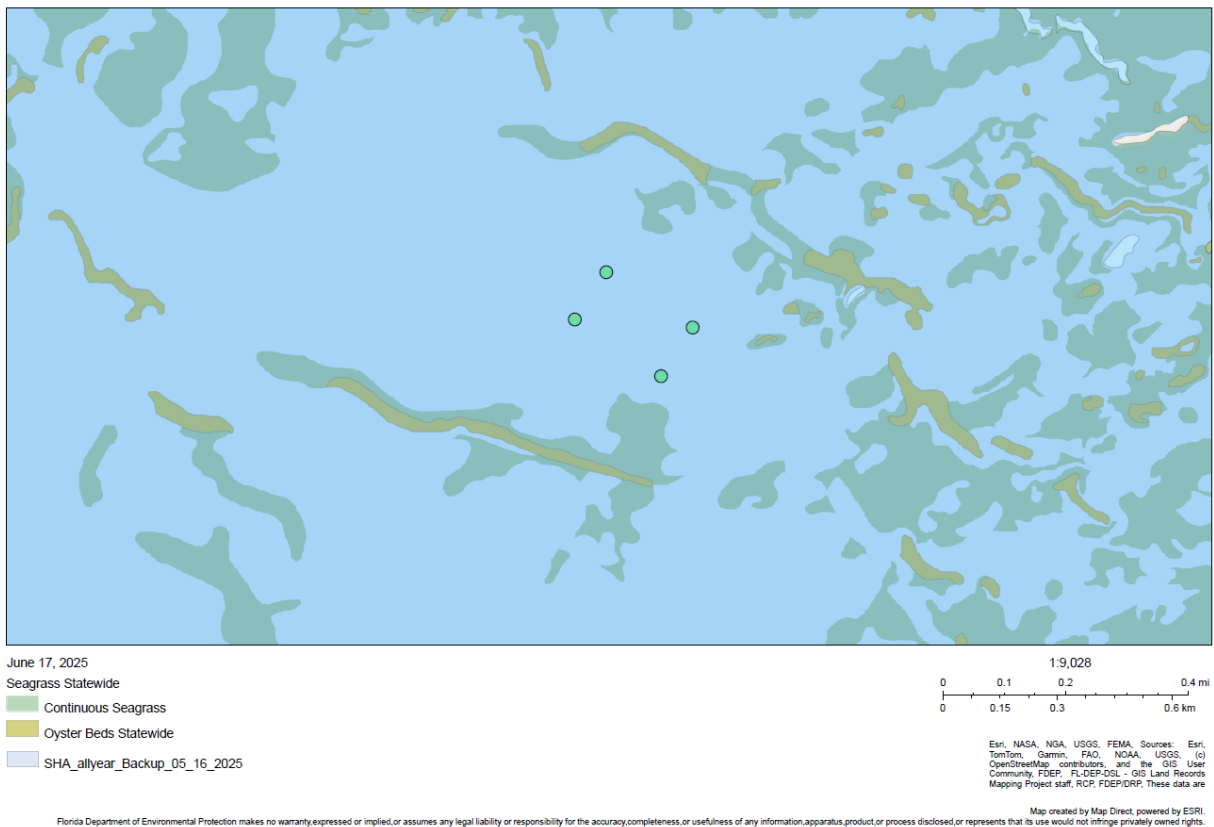 June 17, 2025
Seagrass Statewide
Continuous Seagrass
Oyster Beds Statewide
SHA_allyear_Backup_05_16_2025
1:9,028
0 0.1 0.2 0.4 mi
0 0.15 0.3 0.6 km
Esri, NASA, NGA, USGS, FEMA, Sources: Esri,
TomTom, Garmin, FAO, NOAA, USGS, (c)
OpenStreetMap contributors, and the GIS User
Community, FDEP, FL-DEP-DSL - GIS Land Records
Mapping Project staff, RCP, FDEP/DRP, These data are
Map created by Map Direct, powered by ESRI.
Florida Department of Environmental Protection makes no warranty,expressed or implied,or assumes any legal liability or responsibility for the accuracy,completeness,or usefulness of any information,apparatus,product,or process disclosed,or represents that its use would not infringe privately owned rights.